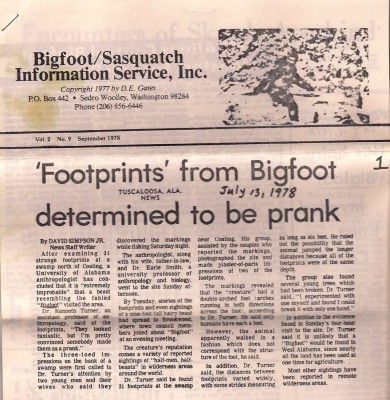 Bigfoot/Sasquatch
Information Service, Inc.
Copyright 1977 by D.E. Gates
P.O. Box 442 • Sedro Woolley, Washington 98284
Phone (206) 856-6446
Vol. 2 No. 9 September 1978
1
'Footprints' from Bigfoot
TUSCALOOSA, ALA.
NEWS
July 13, 1978
determined to be prank
By DAVID SIMPSON JR.
News Staff Writer
After examining 31
strange footprints at a
swamp north of Coaling, a
University of Alabama
anthropologist has con-
cluded that it is "extremely
improbable" that a beast
resembling the fabled
"Bigfoot" visited the area.
Dr. Kenneth Turner, an
assistant professor of an-
thropology, said of the
footprints, "They looked
fantastic, but I'm pretty
convinced somebody made
them as a prank."
The three-toed im-
pressions on the bank of a
swamp were first called to
Dr. Turner's attention by
two young men and their
wives who said they
discovered the markings
while fishing Saturday night.
The anthropologist, along
with his wife, father-in-law,
and Dr. Earle Smith, a
university professor of
anthropology and biology,
went to the site Sunday af-
ternoon.
By Tuesday, stories of the
footprints and even sightings
of a nine-foot tall hairy beast
had spread to Brookwood,
where town council mem-
bers joked about "Bigfoot"
at an evening meeting.
The creature's reputation
comes a variety of reported
sightings of "half-men, half-
beasts" in wilderness areas
around the world.
Dr. Turner said he found
31 footprints at the swamp
near Coaling. His group,
assisted by the couples who
reported the markings,
photographed the site and
made plaster-of-paris im-
pressions of two of the
footprints.
The markings revealed
that the "creature" had a
double-arched foot (arches
running in both directions
across the foot), according
to Dr. Turner. He said only
humans have such a foot.
However, the animal
apparently walked in a
fashion which does not
correspond with the struc-
ture of the foot, he said.
In addition, Dr. Turner
said, the distances between
footprints varied widely,
with some strides measuring
as long as six feet. He ruled
out the possibility that the
animal jumped the longer
distances because all of the
footprints were at the same
depth.
The group also found
several young trees which
had been broken. Dr. Turner
said, "I experimented with
one myself and found I could
break it with only one hand."
In addition to the evidence
found in Sunday's four-hour
visit to the site, Dr. Turner
said it is unlikely that a
"Bigfoot" would be found in
West Alabama, since nearly
all the land has been used at
one time for agriculture.
Most other sightings have
been reported in remote
wilderness areas.